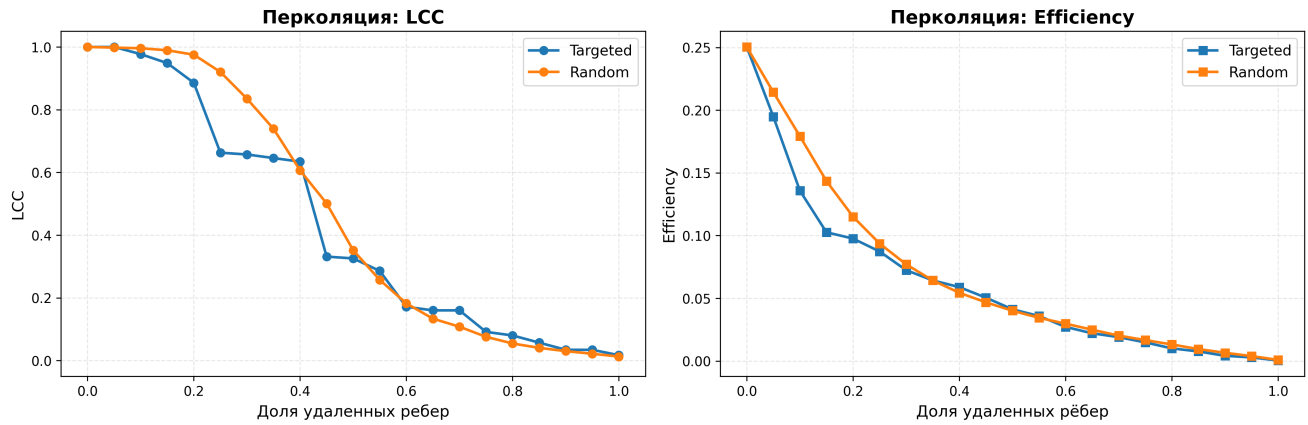 Перколяция: LCC
LCC
1.0
0.8
0.6
0.4
0.2
0.0
Targeted
Random
0.0 0.2 0.4 0.6 0.8 1.0
Доля удаленных ребер
Перколяция: Efficiency
Efficiency
0.25
0.20
0.15
0.10
0.05
0.00
Targeted
Random
0.0 0.2 0.4 0.6 0.8 1.0
Доля удаленных рёбер